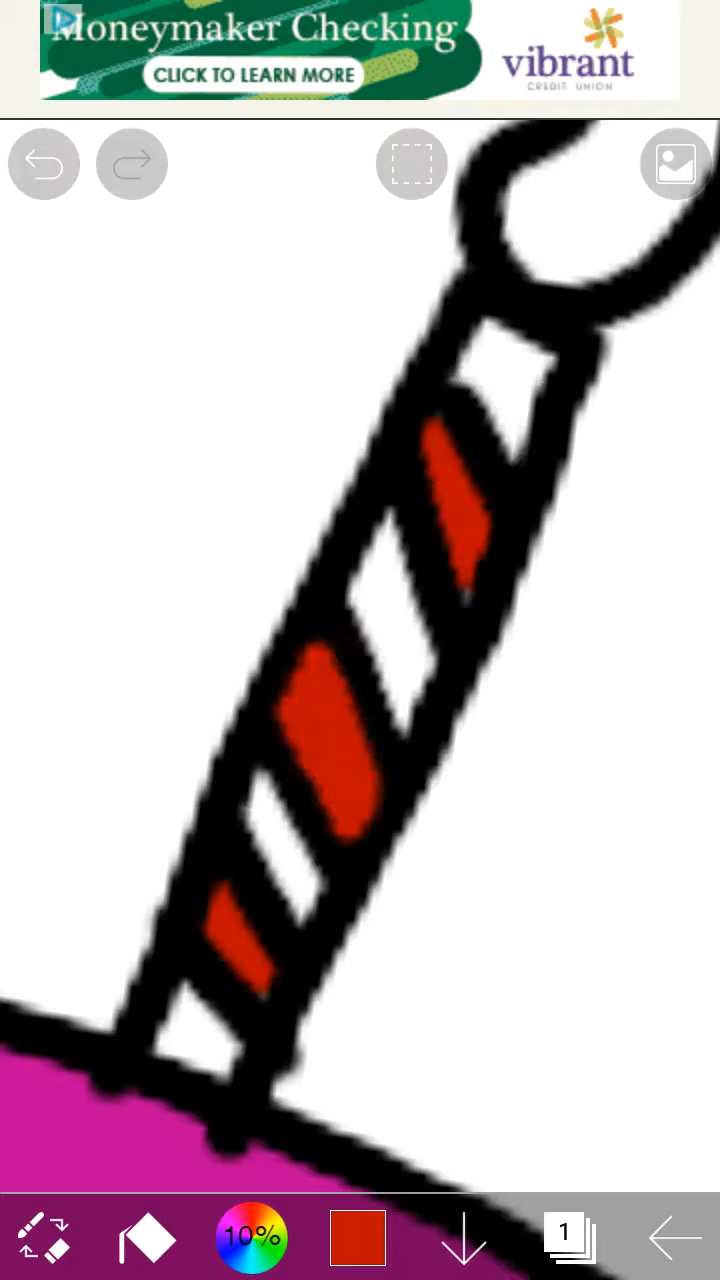 Moneymaker Checking
CLICK TO LEARN MORE
vibrant
CREDIT UNION
10%
1